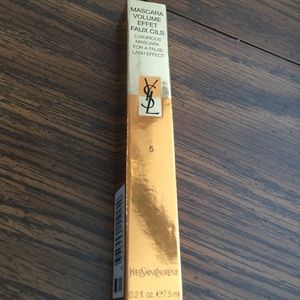 MASCARA
VOLUME
EFFET
FAUX CILS
LUXURIOUS
MASCARA
FOR A FALSE
LASH EFFECT
YSL
5
YVESSAINTLAURENT
0.2 fl. oz. ℮ 7.5 ml